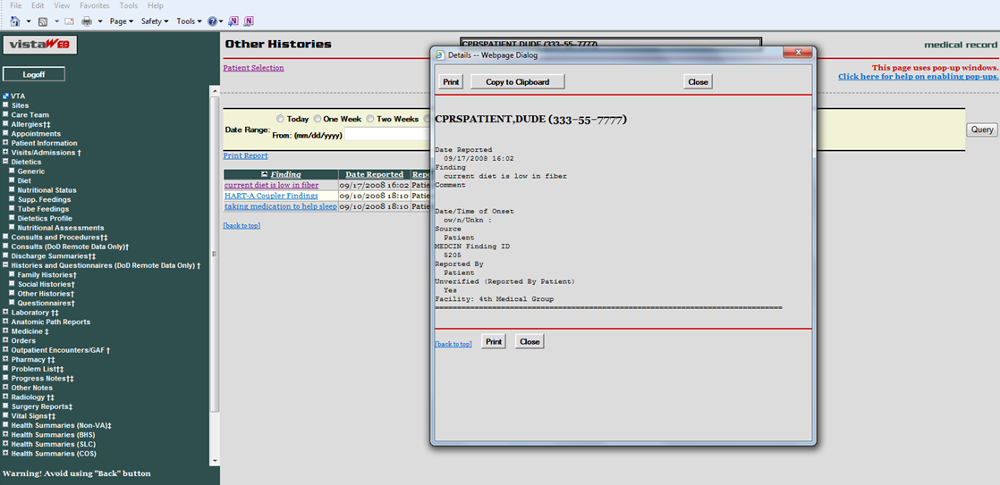 File Edit View Favorites Tools Help
Page Safety Tools
vistaWEB
Logoff
VTA
Sites
Care Team
Allergies†‡
Appointments
Patient Information
Visits/Admissions †
Dietetics
Generic
Diet
Nutritional Status
Supp. Feedings
Tube Feedings
Dietetics Profile
Nutritional Assessments
Consults and Procedures†‡
Consults (DoD Remote Data Only)†
Discharge Summaries†‡
Histories and Questionnaires (DoD Remote Data Only) †
Family Histories†
Social Histories†
Other Histories†
Questionnaires†
Laboratory †‡
Anatomic Path Reports
Medicine ‡
Orders
Outpatient Encounters/GAF †
Pharmacy †‡
Problem List†‡
Progress Notes†‡
Other Notes
Radiology †‡
Surgery Reports‡
Vital Signs†‡
Health Summaries (Non-VA)‡
Health Summaries (BHS)
Health Summaries (SLC)
Health Summaries (COS)
Warning! Avoid using "Back" button
Other Histories
CPRSPATIENT,DUDE (333-55-7777)
medical record
Patient Selection
This page uses pop-up windows.
Click here for help on enabling pop-ups.
Today One Week Two Weeks
Date Range:
From: (mm/dd/yyyy)
Query
Print Report
Finding Date Reported
current diet is low in fiber 09/17/2008 16:02
HART-A Coupler Findings 09/10/2008 18:10
taking medication to help sleep 09/10/2008 18:10
[back to top]
Details -- Webpage Dialog
Print Copy to Clipboard Close
CPRSPATIENT,DUDE (333-55-7777)
Date Reported
09/17/2008 16:02
Finding
current diet is low in fiber
Comment
Date/Time of Onset
ow/n/Unkn :
Source
Patient
MEDCIN Finding ID
5205
Reported By
Patient
Unverified (Reported By Patient)
Yes
Facility: 4th Medical Group
[back to top] Print Close